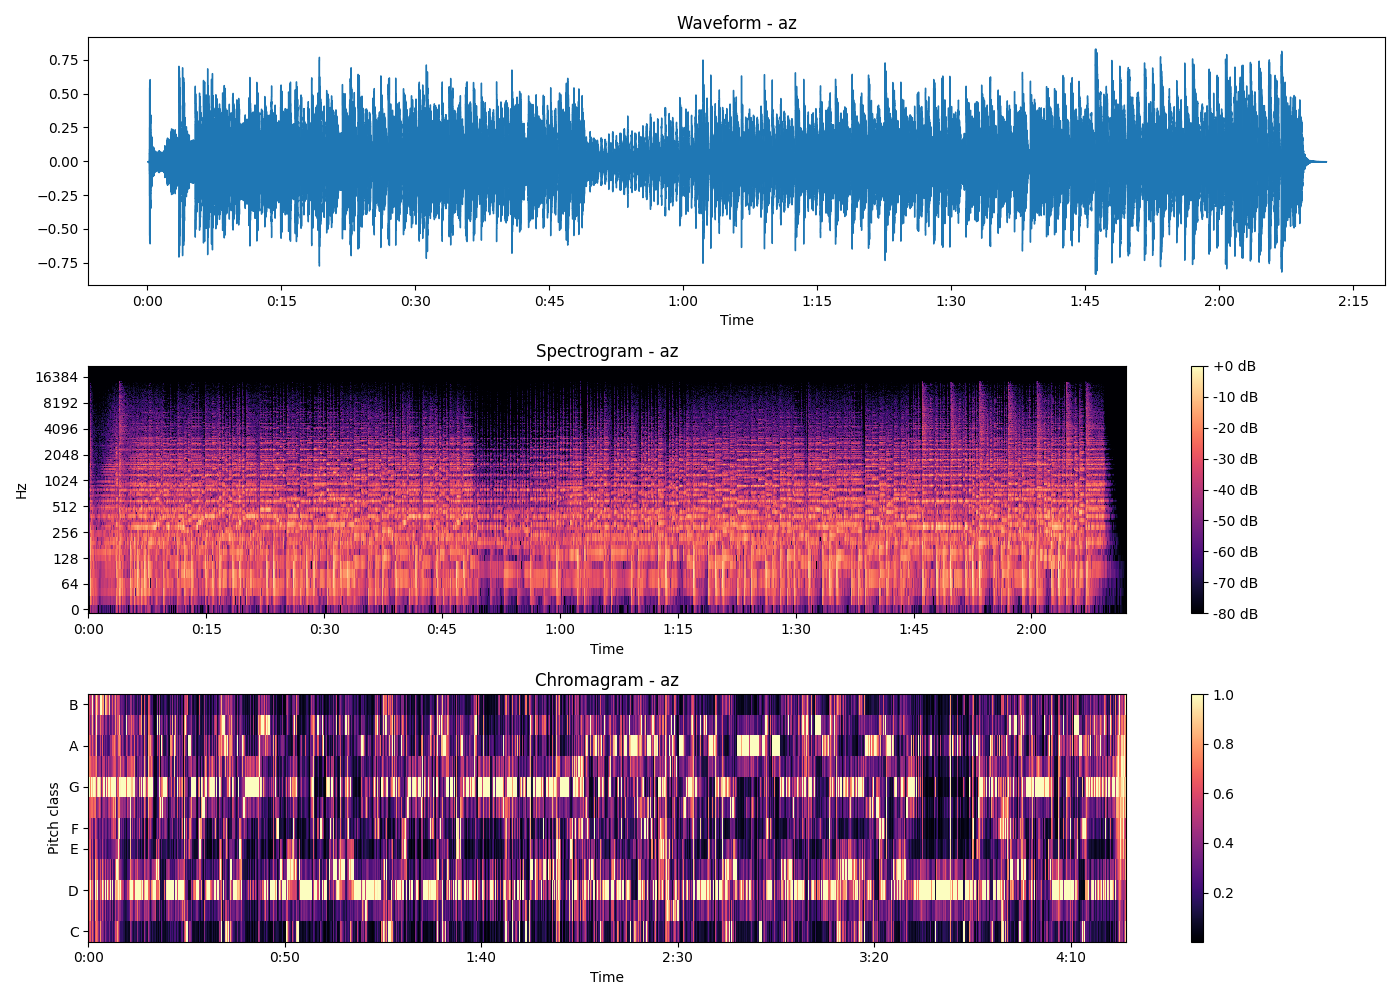 Waveform - az
0.75
0.50
0.25
0.00
−0.25
−0.50
−0.75
0:00 0:15 0:30 0:45 1:00 1:15 1:30 1:45 2:00 2:15
Time
Spectrogram - az
Hz
16384
8192
4096
2048
1024
512
256
128
64
0
0:00 0:15 0:30 0:45 1:00 1:15 1:30 1:45 2:00
Time
+0 dB
-10 dB
-20 dB
-30 dB
-40 dB
-50 dB
-60 dB
-70 dB
-80 dB
Chromagram - az
Pitch class
B
A
G
F
E
D
C
0:00 0:50 1:40 2:30 3:20 4:10
Time
1.0
0.8
0.6
0.4
0.2